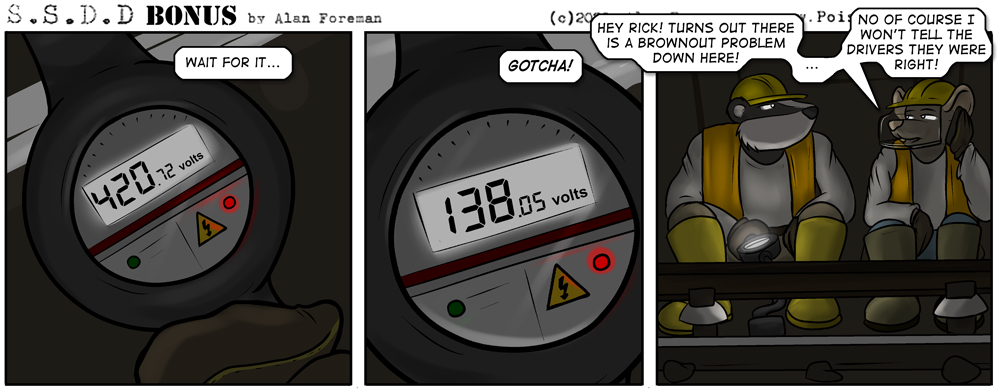 S.S.D.D BONUS by Alan Foreman
WAIT FOR IT...
420.72 volts
GOTCHA!
138.05 volts
HEY RICK! TURNS OUT THERE
IS A BROWNOUT PROBLEM
DOWN HERE!
...
NO OF COURSE I
WON'T TELL THE
DRIVERS THEY WERE
RIGHT!